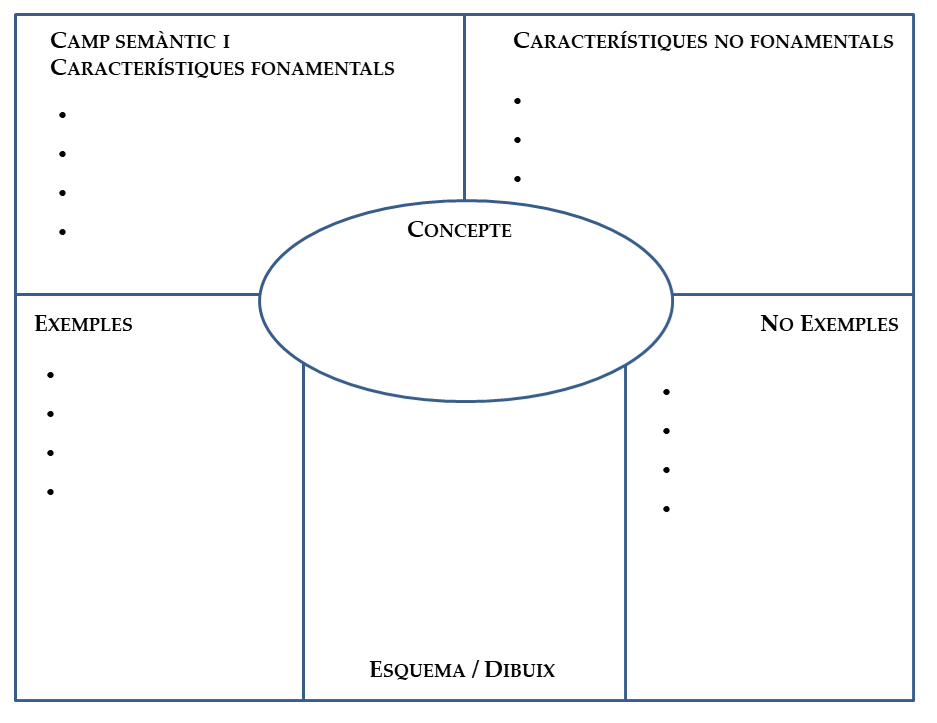 Camp semàntic i
Característiques fonamentals
•
•
•
•
Característiques no fonamentals
•
•
•
Concepte
Exemples
•
•
•
•
No Exemples
•
•
•
•
Esquema / Dibuix